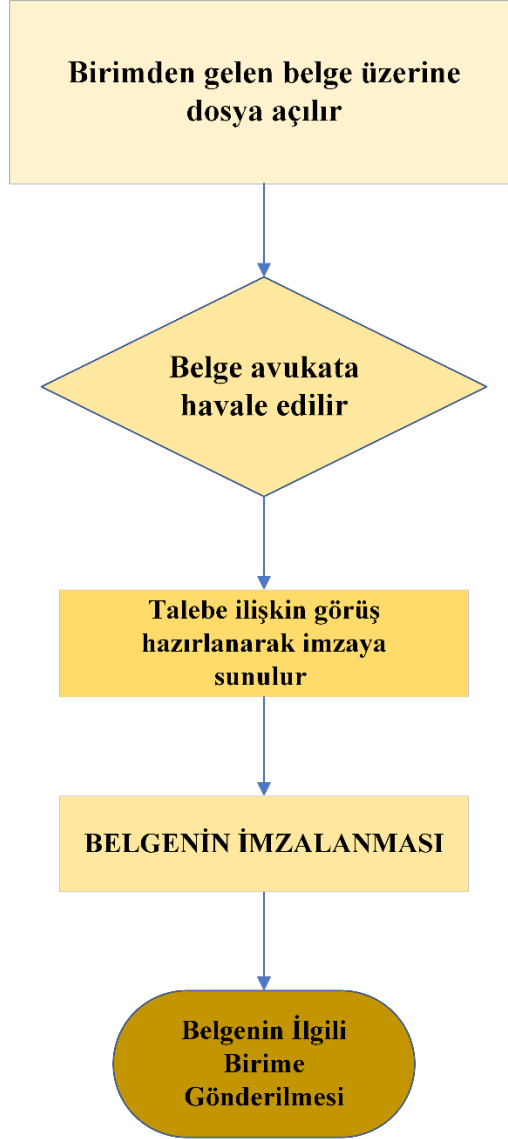 Birimden gelen belge üzerine
dosya açılır
Belge avukata
havale edilir
Talebe ilişkin görüş
hazırlanarak imzaya
sunulur
BELGENİN İMZALANMASI
Belgenin İlgili
Birime
Gönderilmesi